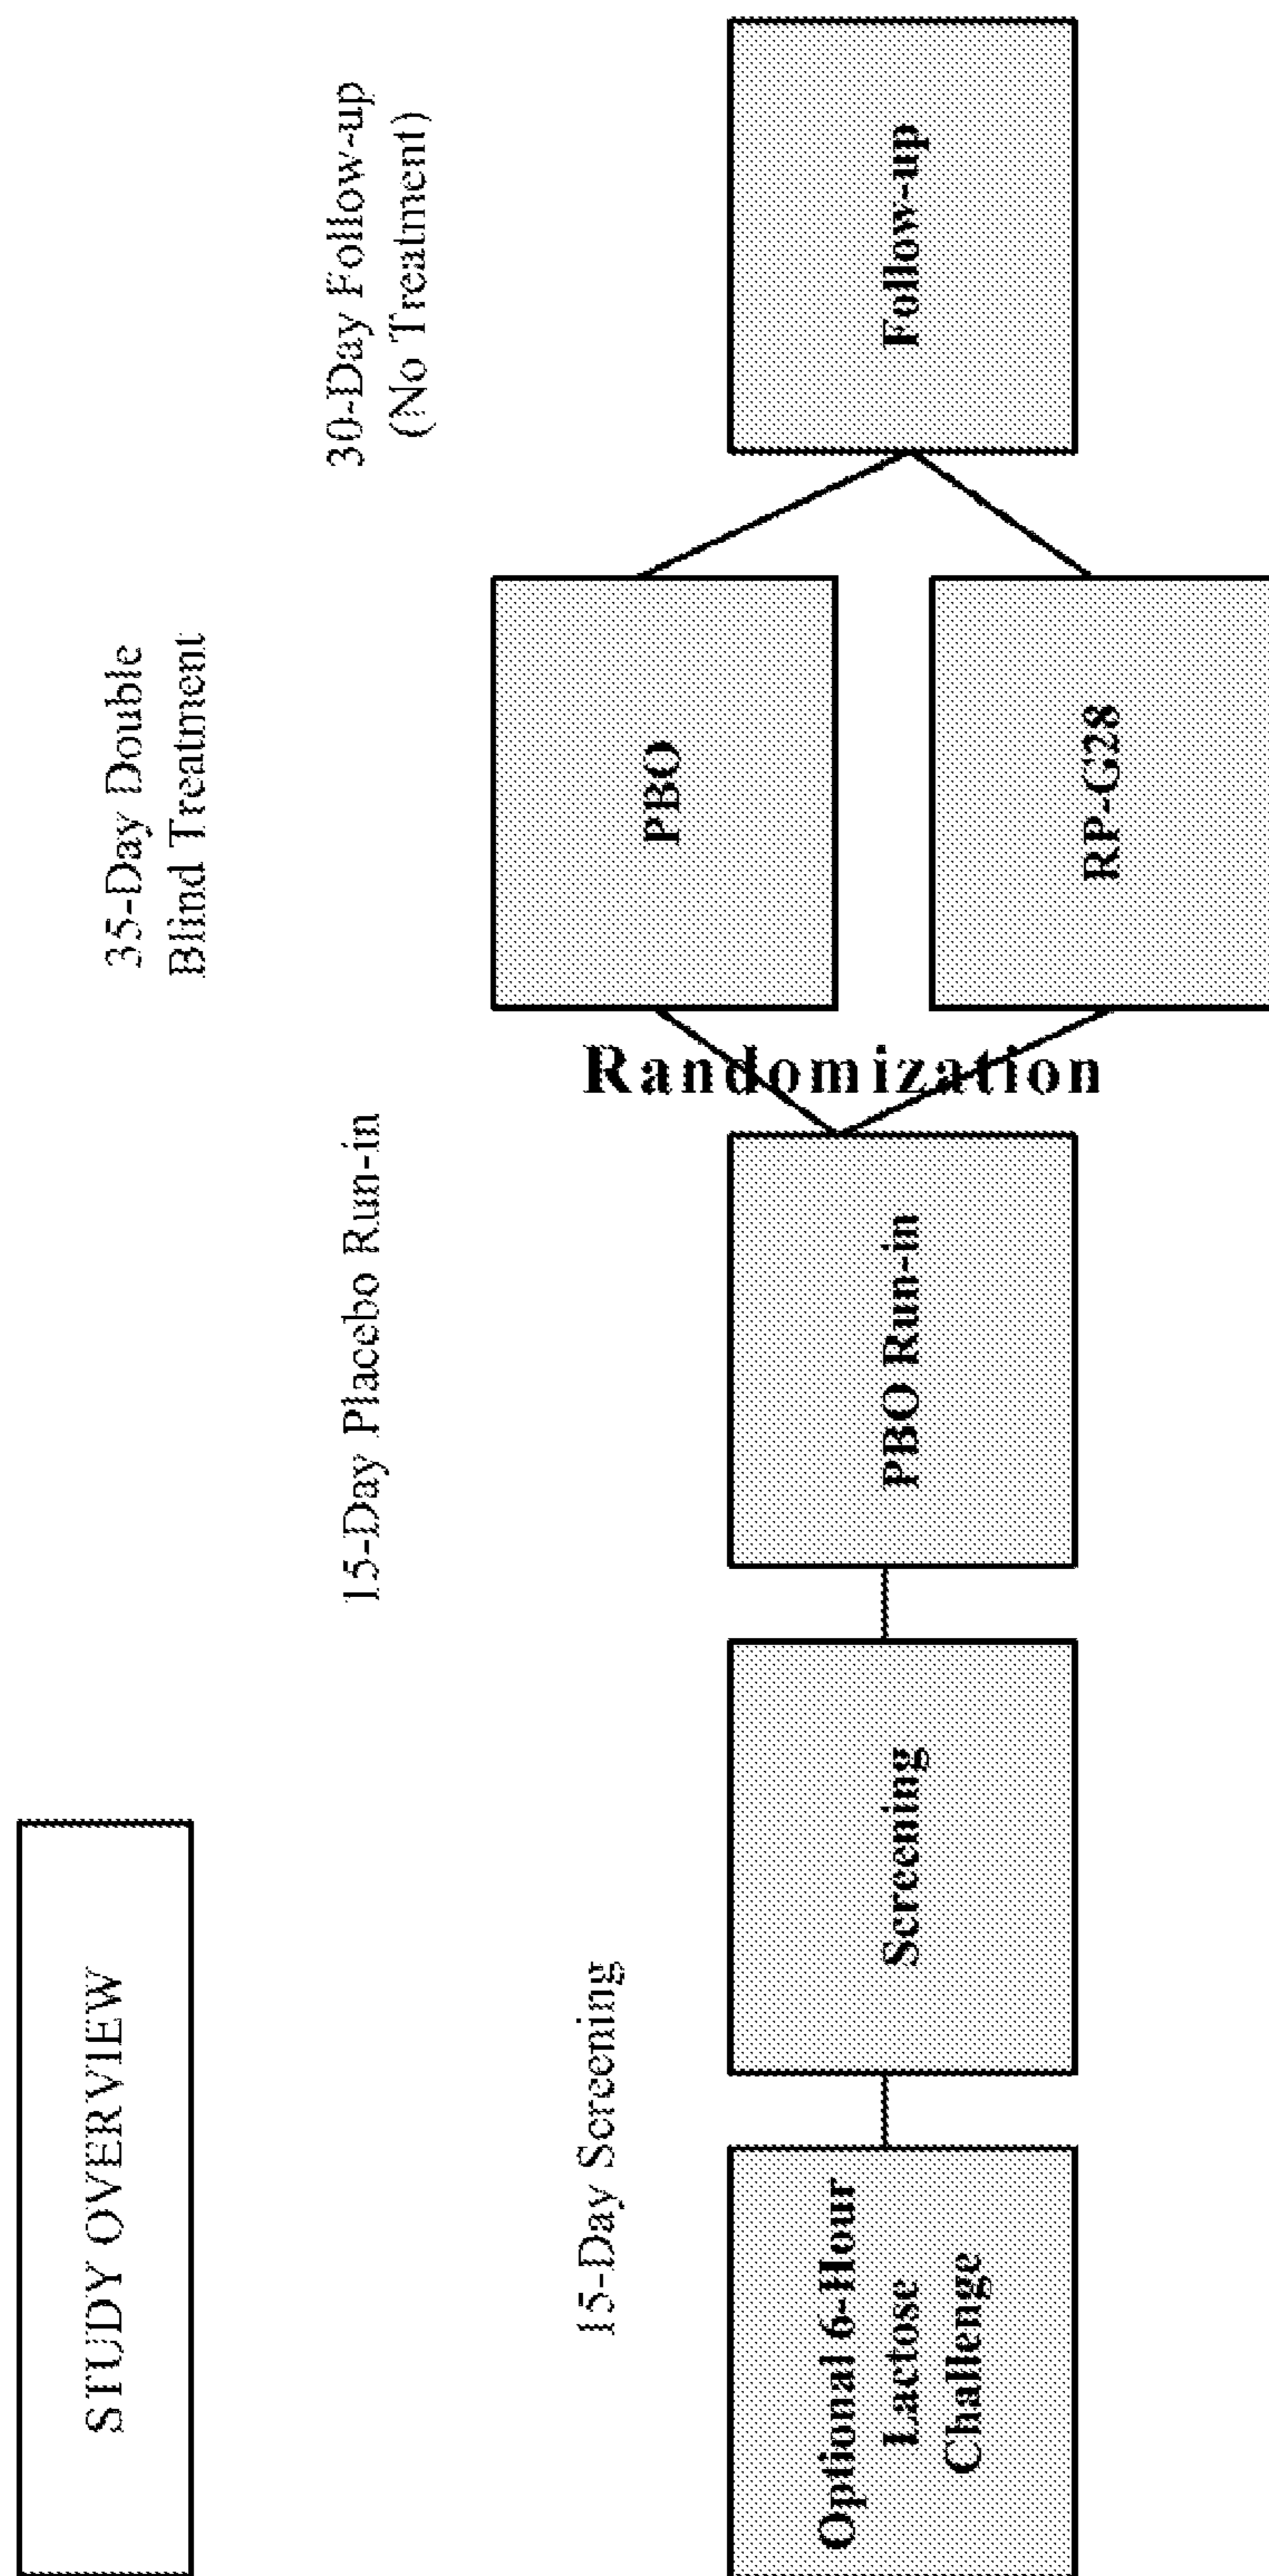 STUDY OVERVIEW
15-Day Screening
15-Day Placebo Run-in
35-Day Double
Blind Treatment
30-Day Follow-up
(No Treatment)
Optional 6-Hour
Lactose
Challenge
Screening
PBO Run-in
Randomization
PBO
RP-G28
Follow-up